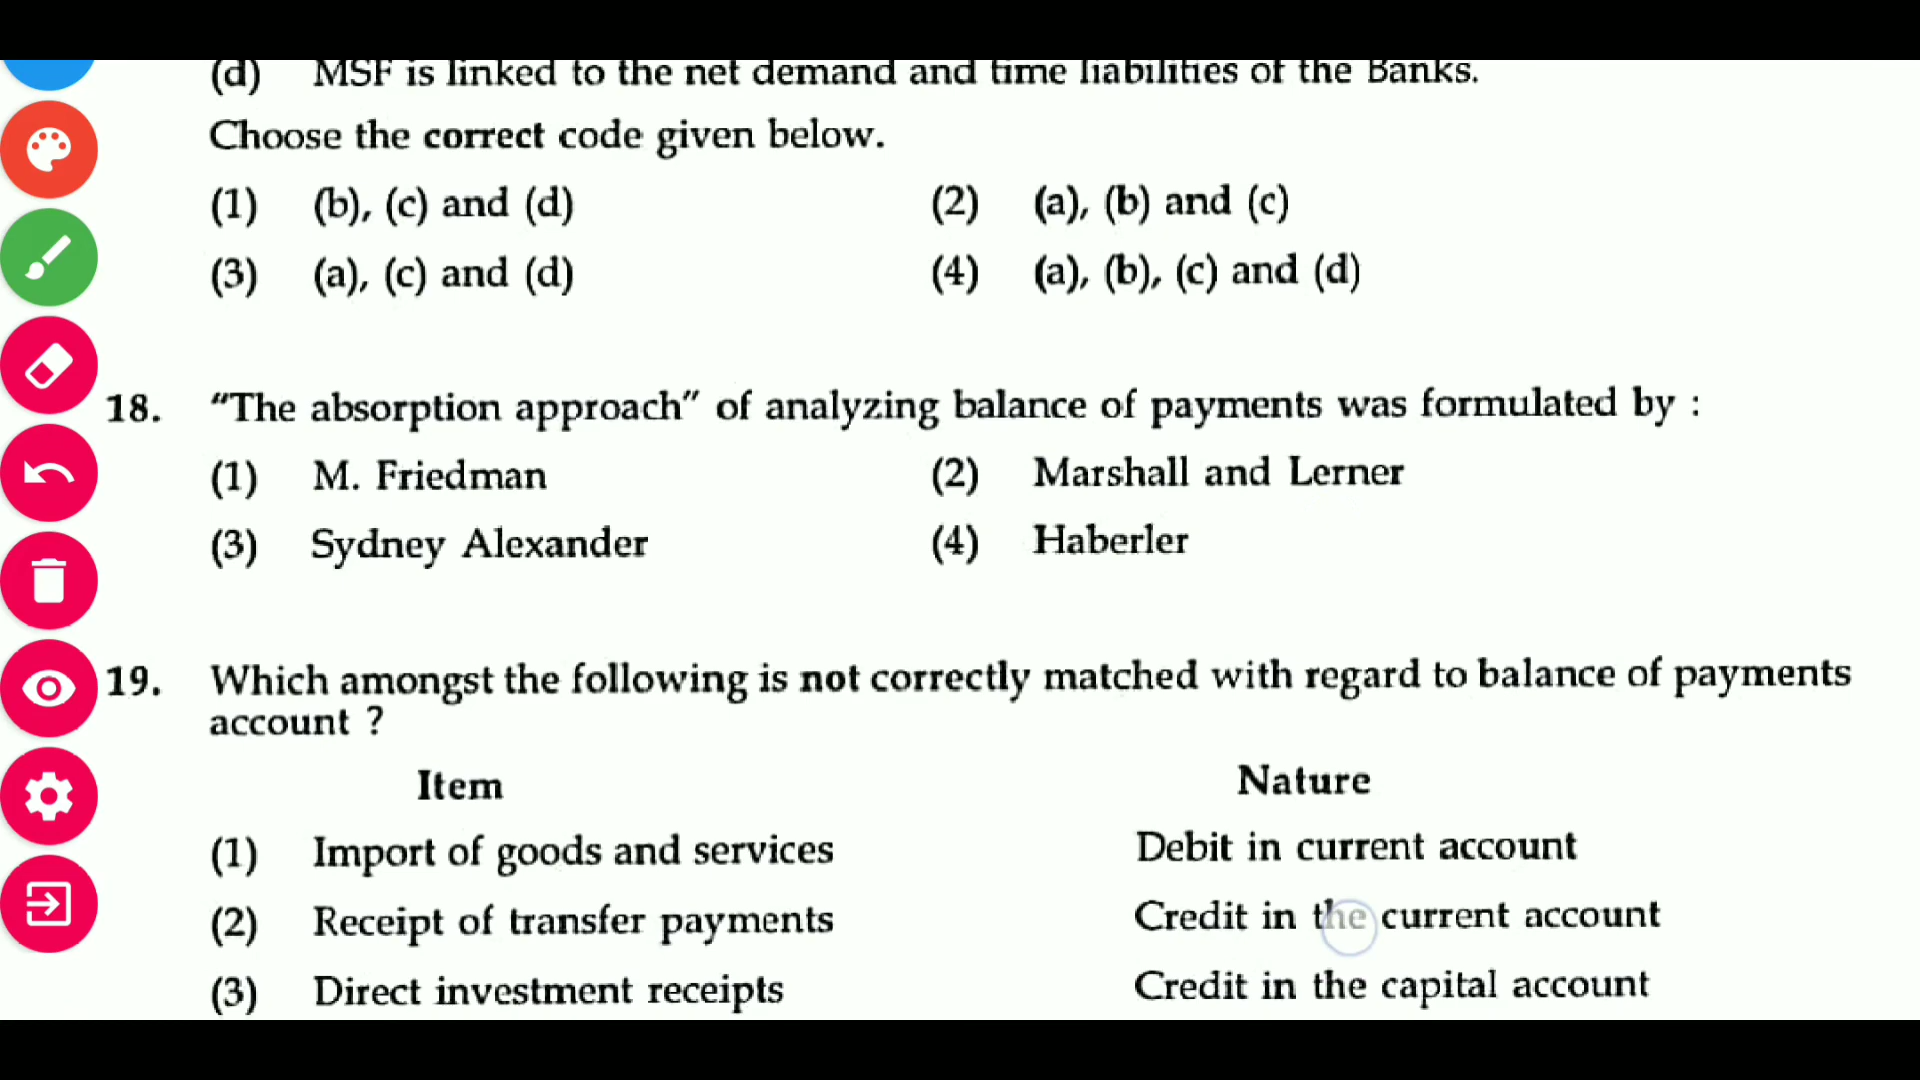 (d) MSF is linked to the net demand and time liabilities of the Banks.
Choose the correct code given below.
(1) (b), (c) and (d) (2) (a), (b) and (c)
(3) (a), (c) and (d) (4) (a), (b), (c) and (d)
18. “The absorption approach” of analyzing balance of payments was formulated by :
(1) M. Friedman (2) Marshall and Lerner
(3) Sydney Alexander (4) Haberler
19. Which amongst the following is not correctly matched with regard to balance of payments
account ?
Item Nature
(1) Import of goods and services Debit in current account
(2) Receipt of transfer payments Credit in the current account
(3) Direct investment receipts Credit in the capital account